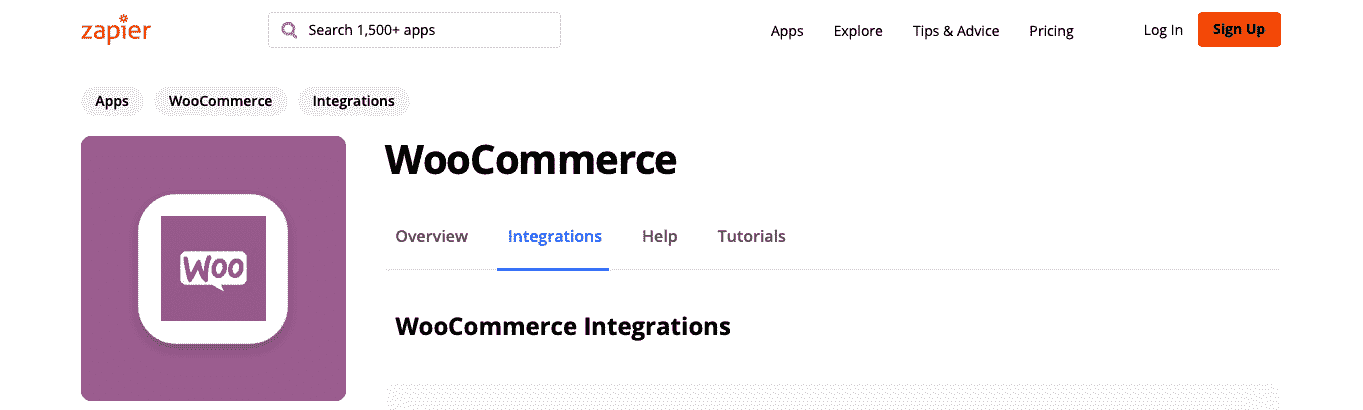 zapier
Search 1,500+ apps
Apps Explore Tips & Advice Pricing Log In Sign Up
Apps WooCommerce Integrations
WooCommerce
Woo
Overview Integrations Help Tutorials
WooCommerce Integrations